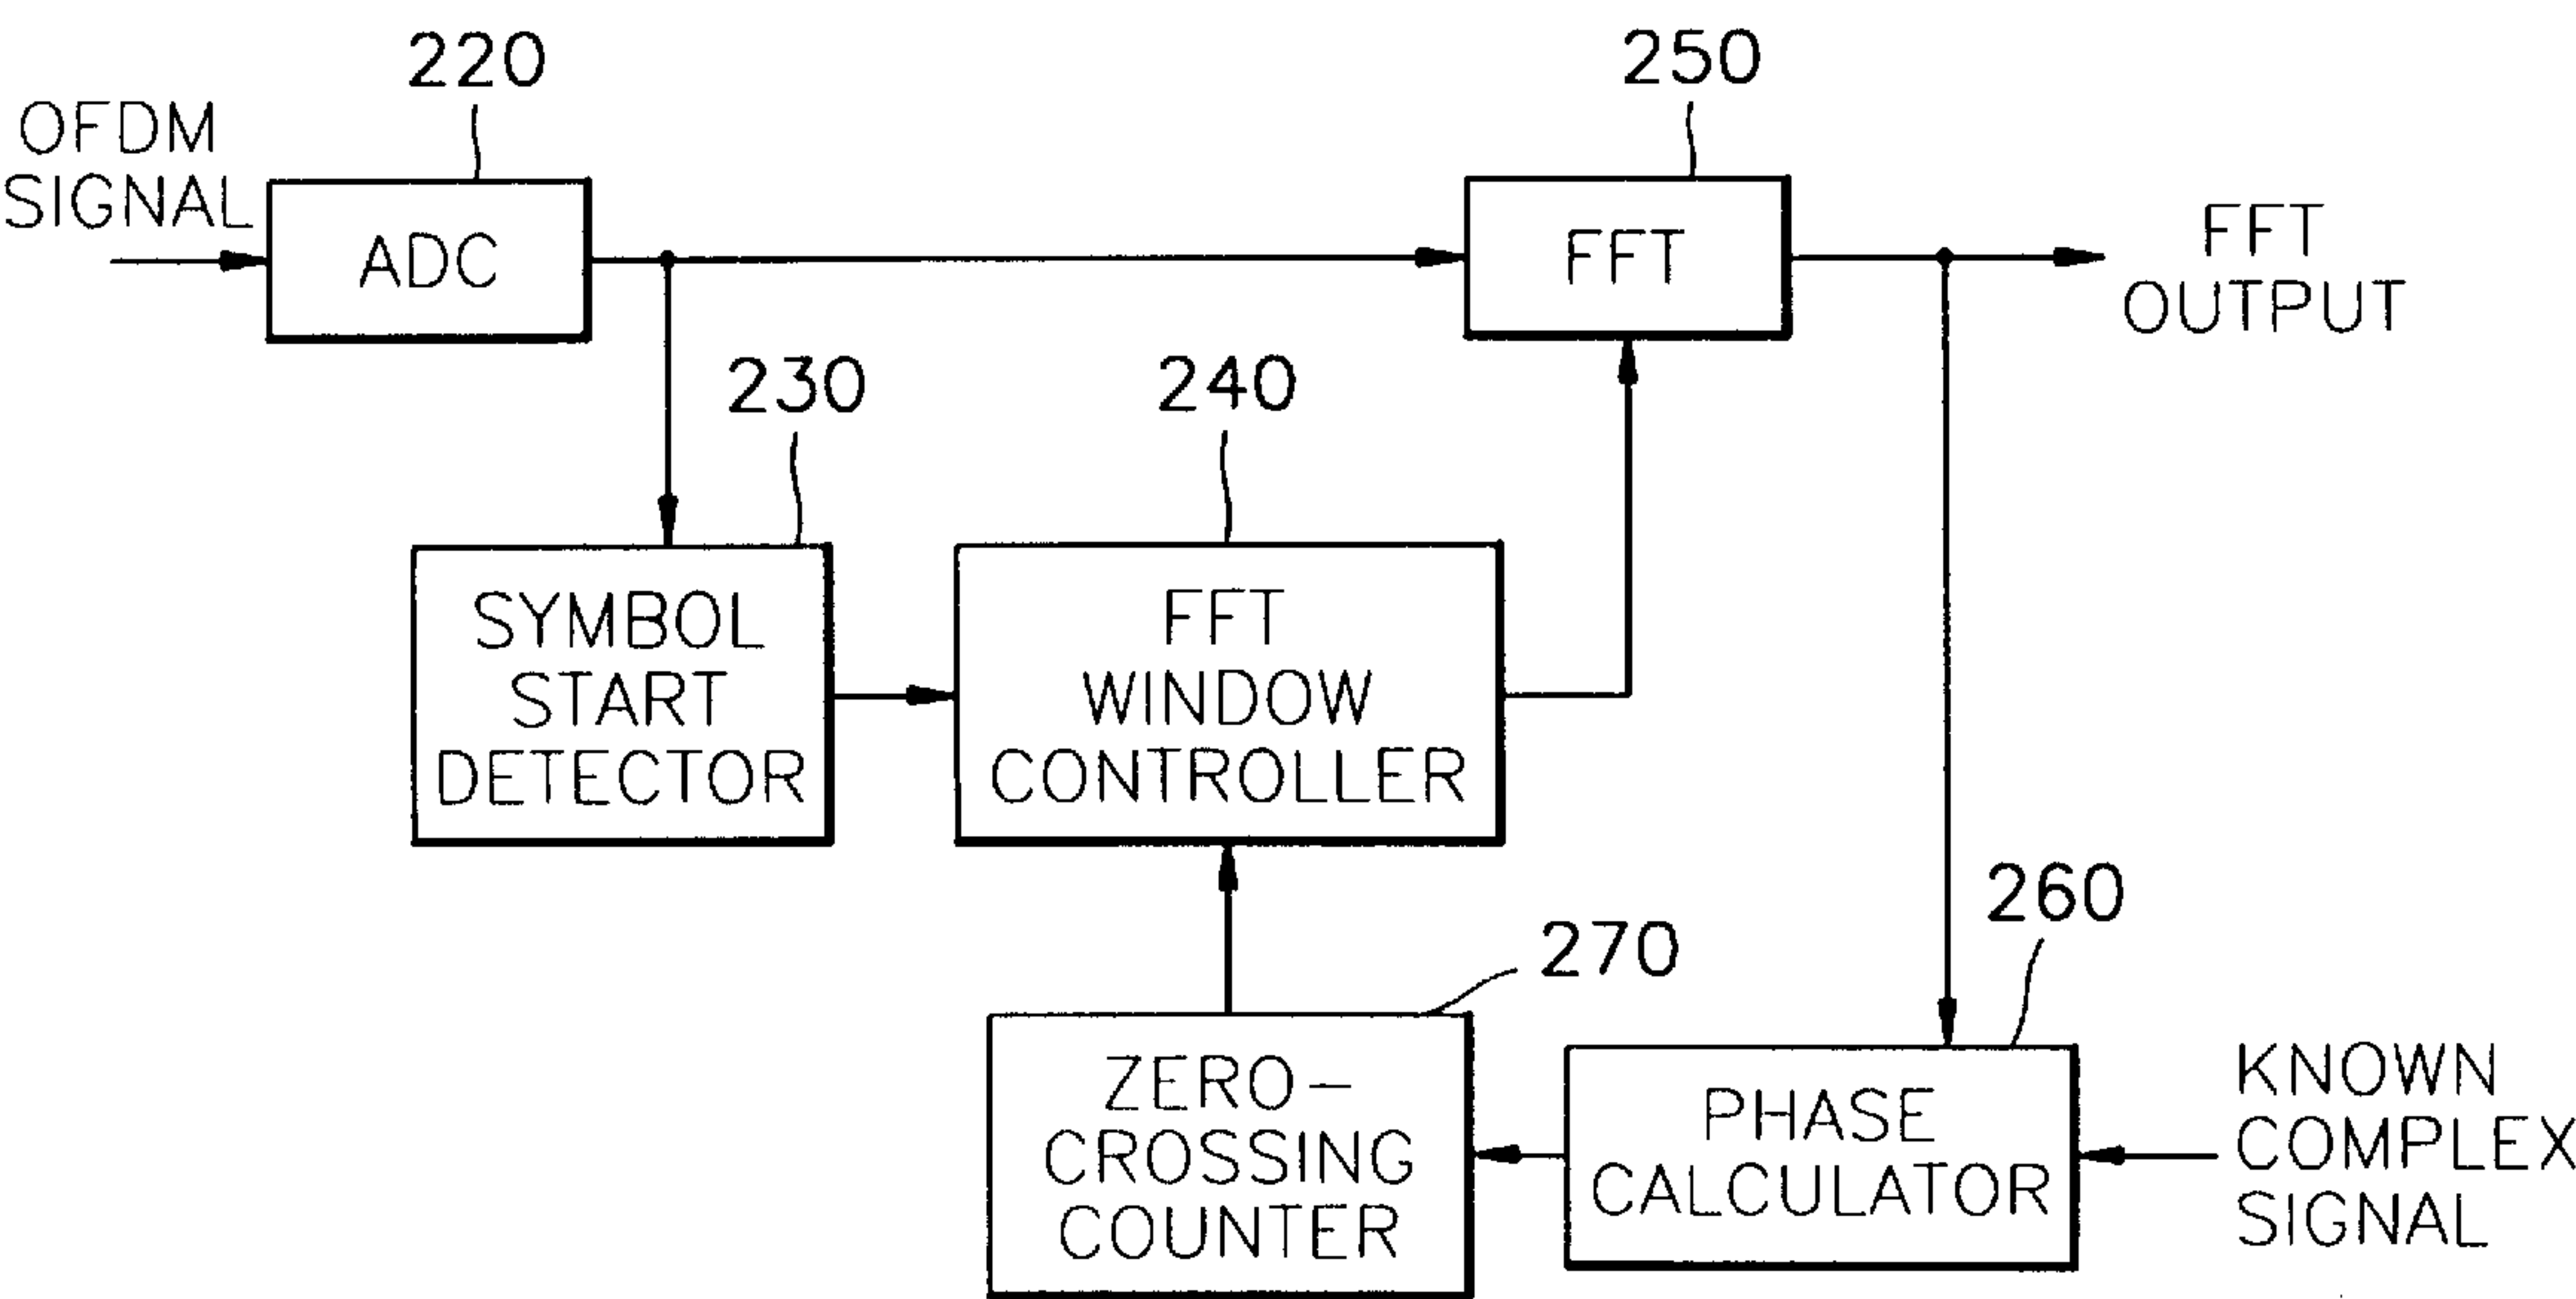 220
250
OFDM
SIGNAL
ADC
FFT
FFT
OUTPUT
230
240
SYMBOL
START
DETECTOR
FFT
WINDOW
CONTROLLER
260
270
ZERO-
CROSSING
COUNTER
PHASE
CALCULATOR
KNOWN
COMPLEX
SIGNAL